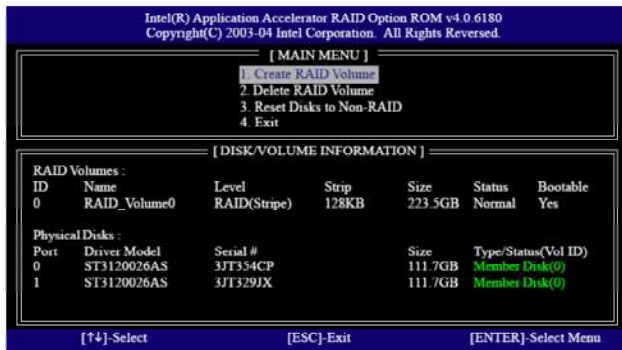 Intel(R) Application Accelerator RAID Option ROM v4.0.6180
Copyright(C) 2003-04 Intel Corporation. All Rights Reversed.
[ MAIN MENU ]
1. Create RAID Volume
2. Delete RAID Volume
3. Reset Disks to Non-RAID
4. Exit
[ DISK/VOLUME INFORMATION ]
RAID Volumes :
ID Name Level Strip Size Status Bootable
0 RAID_Volume0 RAID(Stripe) 128KB 223.5GB Normal Yes
Physical Disks :
Port Driver Model Serial # Size Type/Status(Vol ID)
0 ST3120026AS 3JT354CP 111.7GB Member Disk(0)
1 ST3120026AS 3JT329JX 111.7GB Member Disk(0)
[↑↓]-Select [ESC]-Exit [ENTER]-Select Menu